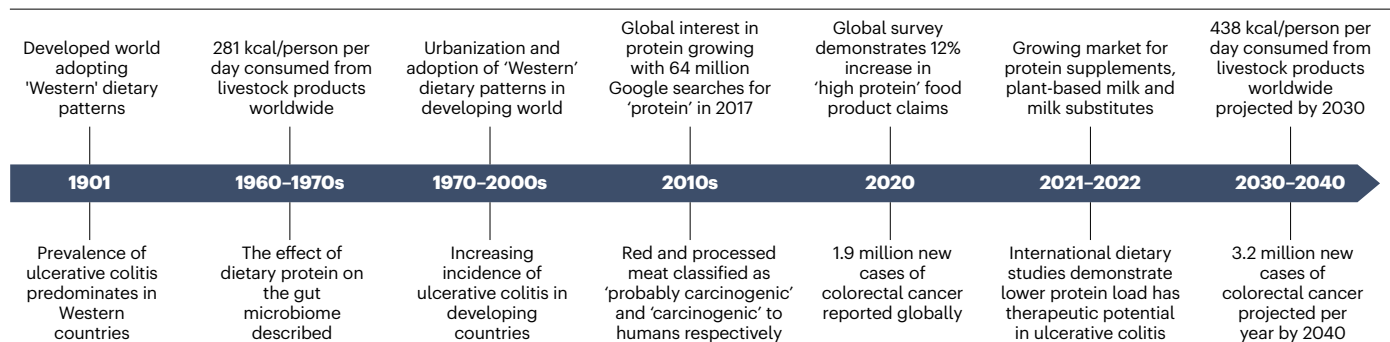 Developed world
adopting
'Western' dietary
patterns
281 kcal/person per
day consumed from
livestock products
worldwide
Urbanization and
adoption of ‘Western’
dietary patterns in
developing world
Global interest in
protein growing
with 64 million
Google searches for
‘protein’ in 2017
Global survey
demonstrates 12%
increase in
‘high protein’ food
product claims
Growing market for
protein supplements,
plant-based milk and
milk substitutes
438 kcal/person per
day consumed from
livestock products
worldwide
projected by 2030
1901
1960–1970s
1970–2000s
2010s
2020
2021–2022
2030–2040
Prevalence of
ulcerative colitis
predominates in
Western
countries
The effect of
dietary protein on
the gut
microbiome
described
Increasing
incidence of
ulcerative colitis in
developing
countries
Red and processed
meat classified as
‘probably carcinogenic’
and ‘carcinogenic’ to
humans respectively
1.9 million new
cases of
colorectal cancer
reported globally
International dietary
studies demonstrate
lower protein load has
therapeutic potential
in ulcerative colitis
3.2 million new
cases of
colorectal cancer
projected per
year by 2040